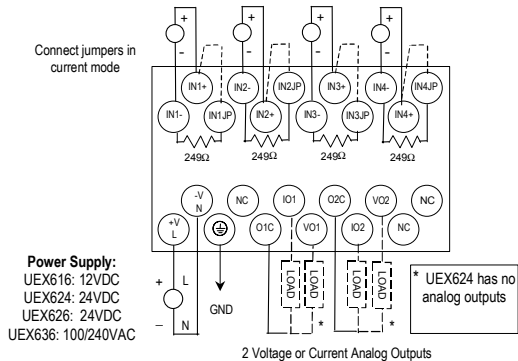 + + + +
Connect jumpers in
current mode
- - - -
IN1+ IN2- IN2JP IN3+ IN4- IN4JP
IN1- IN1JP IN2+ IN3- IN3JP IN4+
249Ω 249Ω 249Ω 249Ω
-V
N NC IO1 O2C VO2 NC
+V
L O1C VO1 IO2 NC
Power Supply:
UEX616: 12VDC
UEX624: 24VDC
UEX626: 24VDC
UEX636: 100/240VAC
+ L
– N
GND
LOAD LOAD LOAD LOAD
* *
* UEX624 has no
analog outputs
2 Voltage or Current Analog Outputs